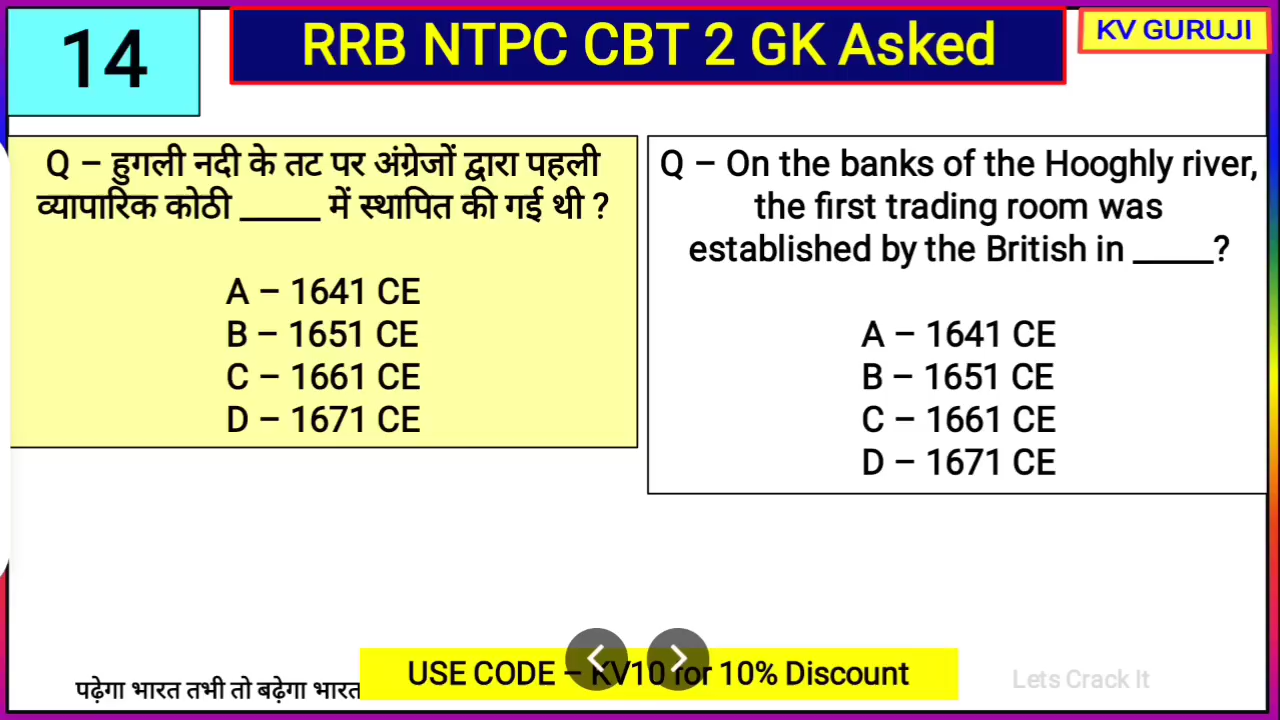 14
RRB NTPC CBT 2 GK Asked
KV GURUJI
Q – हुगली नदी के तट पर अंग्रेजों द्वारा पहली
व्यापारिक कोठी _____ में स्थापित की गई थी ?
A – 1641 CE
B – 1651 CE
C – 1661 CE
D – 1671 CE
Q – On the banks of the Hooghly river,
the first trading room was
established by the British in _____?
A – 1641 CE
B – 1651 CE
C – 1661 CE
D – 1671 CE
USE CODE – KV10 for 10% Discount
पढ़ेगा भारत तभी तो बढ़ेगा भारत
Lets Crack It